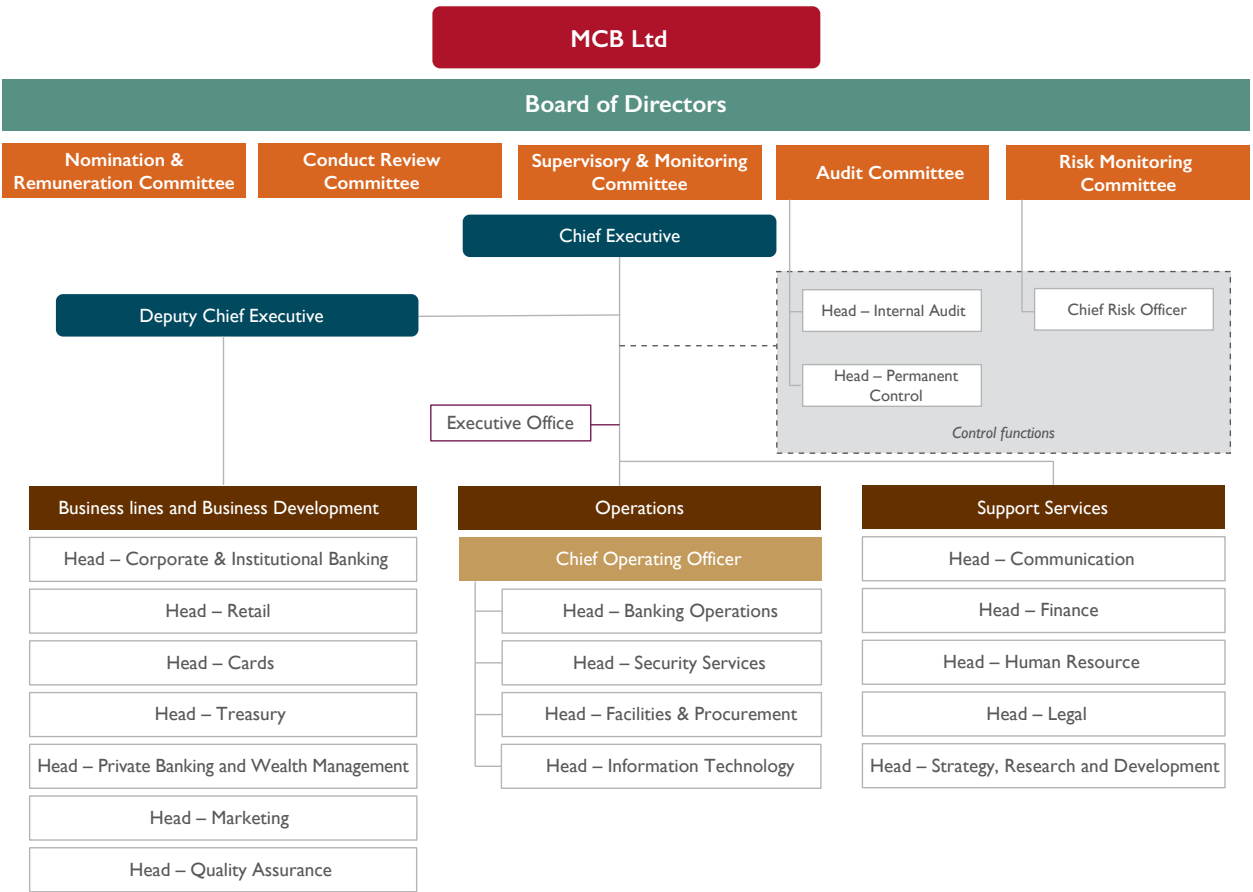 MCB Ltd
Board of Directors
Nomination &
Remuneration Committee
Conduct Review
Committee
Supervisory & Monitoring
Committee
Audit Committee
Risk Monitoring
Committee
Chief Executive
Deputy Chief Executive
Head – Internal Audit
Chief Risk Officer
Head – Permanent
Control
Control functions
Executive Office
Business lines and Business Development
Head – Corporate & Institutional Banking
Head – Retail
Head – Cards
Head – Treasury
Head – Private Banking and Wealth Management
Head – Marketing
Head – Quality Assurance
Operations
Chief Operating Officer
Head – Banking Operations
Head – Security Services
Head – Facilities & Procurement
Head – Information Technology
Support Services
Head – Communication
Head – Finance
Head – Human Resource
Head – Legal
Head – Strategy, Research and Development